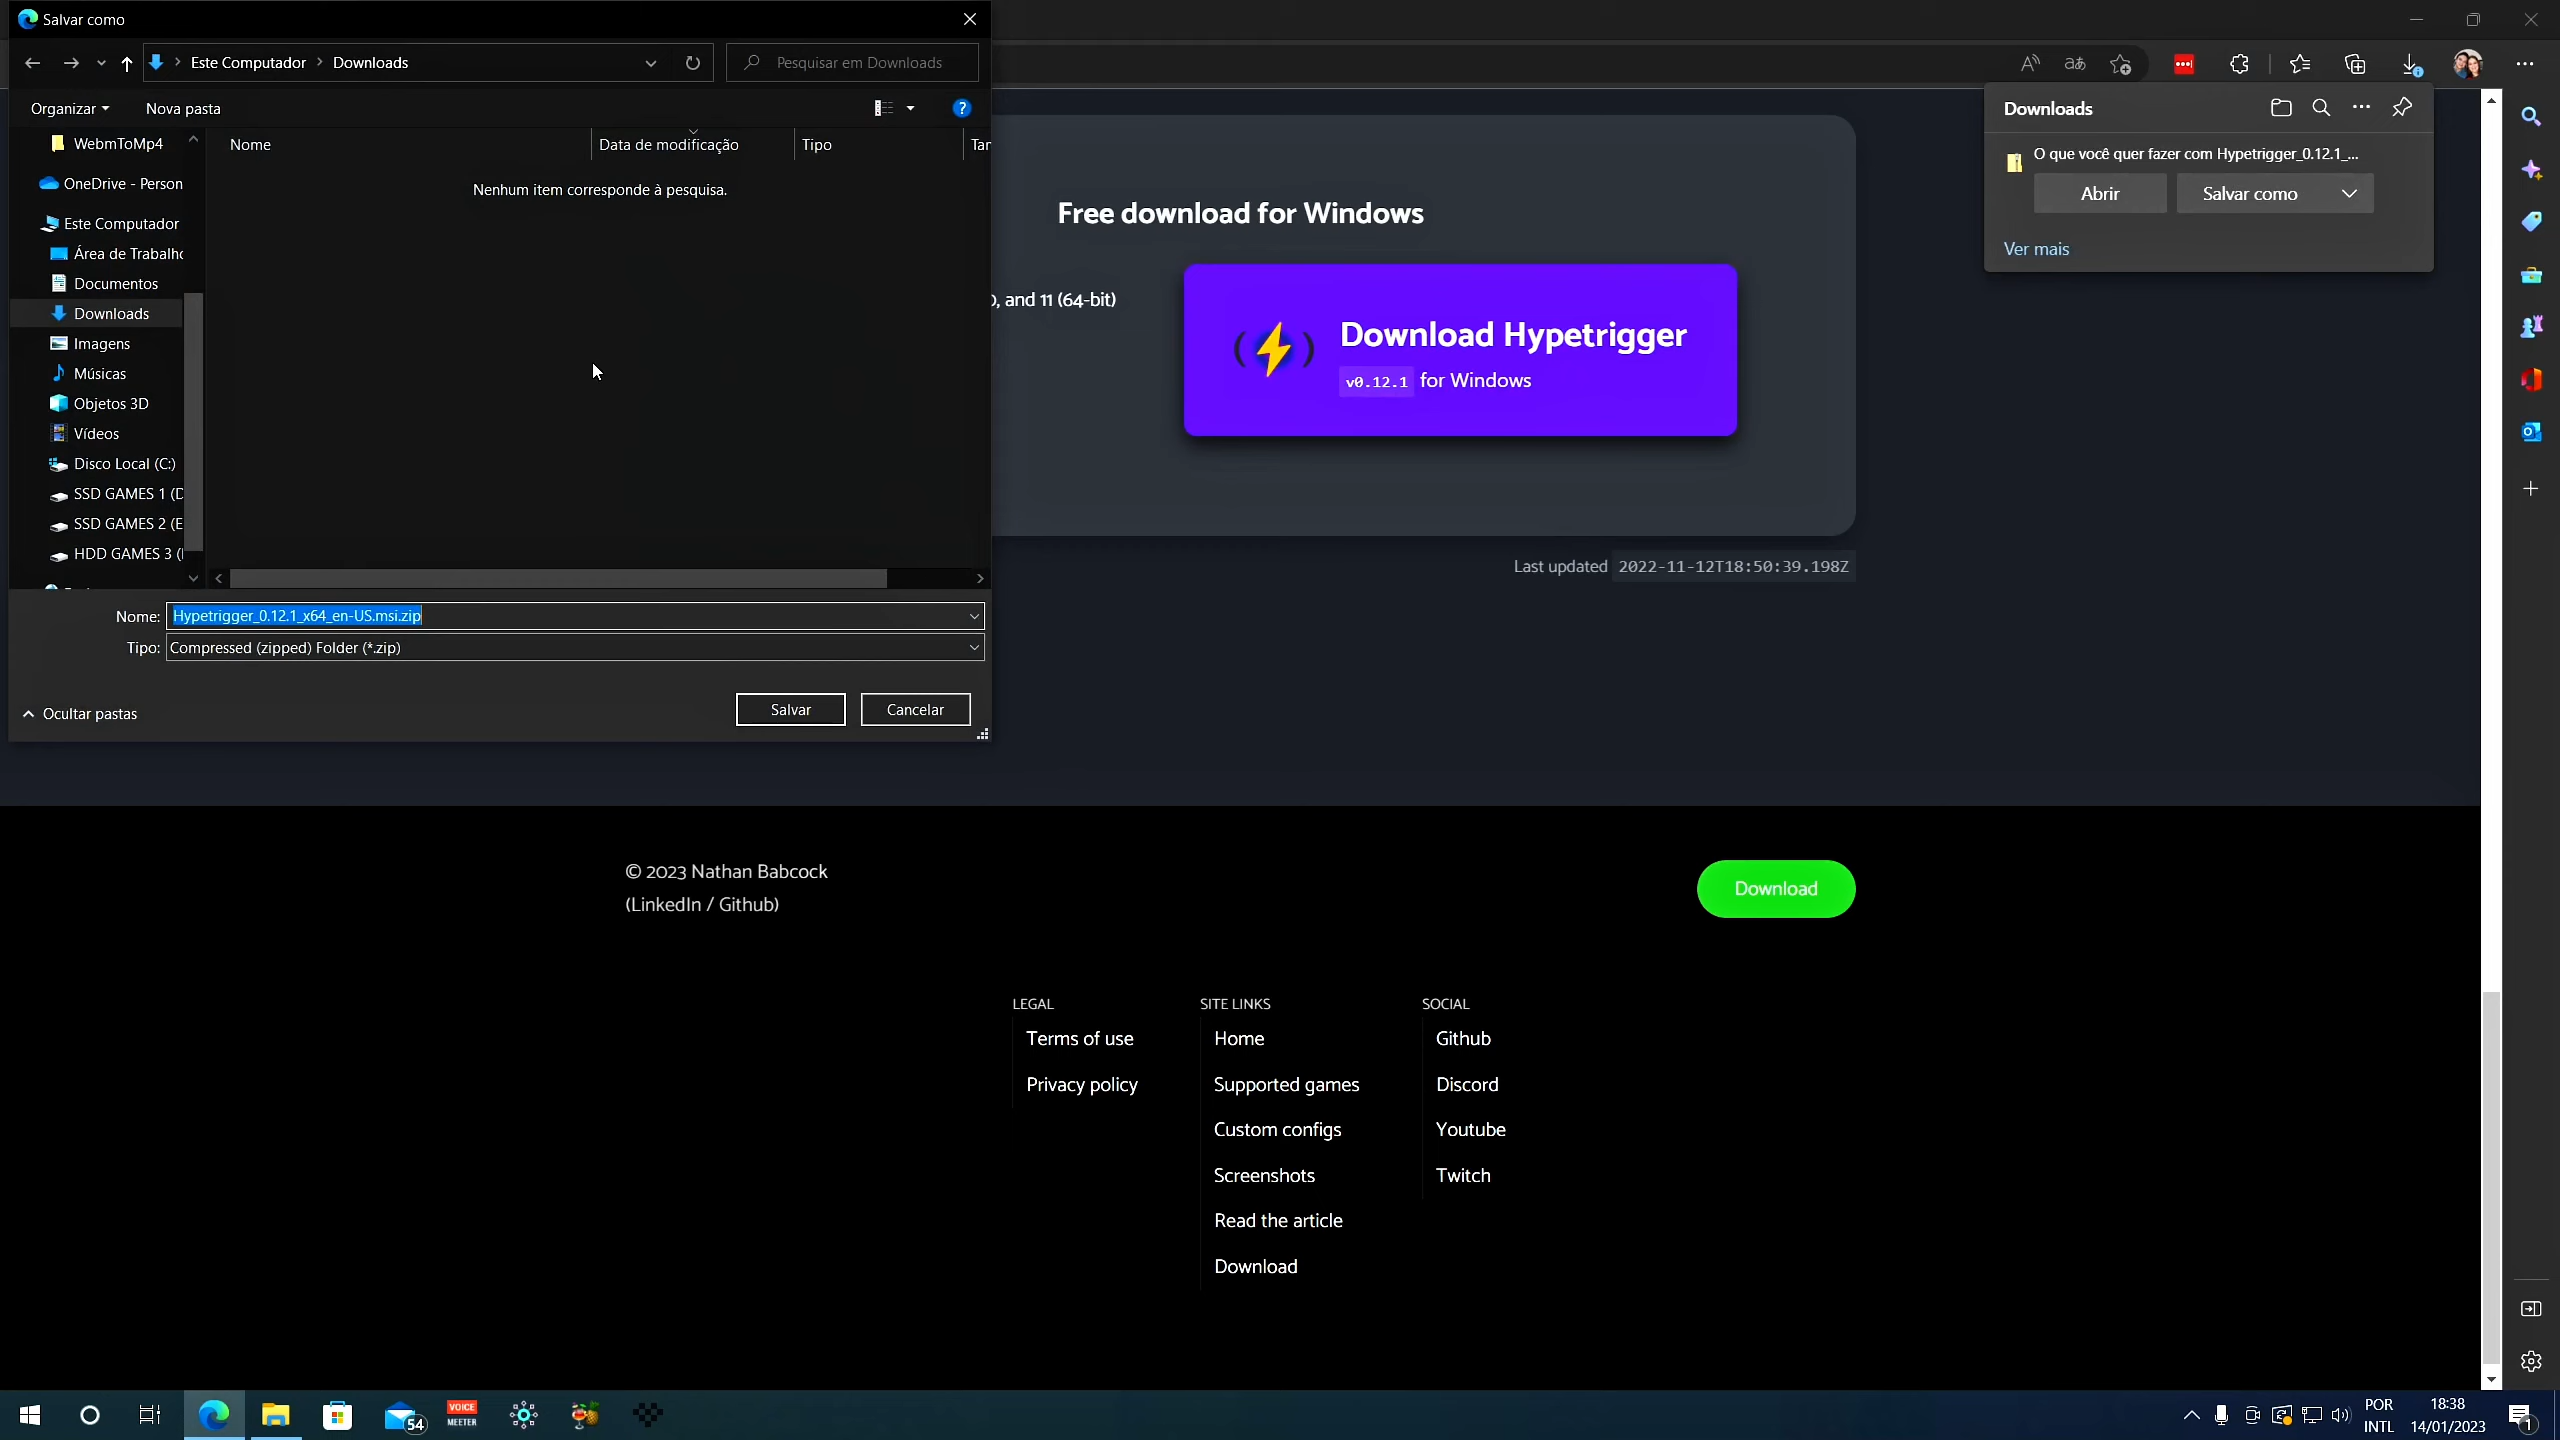 Salvar como
Este Computador > Downloads
Pesquisar em Downloads
Organizar
Nova pasta
Nome
Data de modificação
Tipo
Nenhum item corresponde à pesquisa.
WebmToMp4
OneDrive - Person
Este Computador
Área de Trabalho
Documentos
Downloads
Imagens
Músicas
Objetos 3D
Vídeos
Disco Local (C:)
SSD GAMES 1 (D
SSD GAMES 2 (E
HDD GAMES 3 (
Nome: Hypetrigger_0.12.1_x64_en-US.msi.zip
Tipo: Compressed (zipped) Folder (*.zip)
Ocultar pastas
Salvar
Cancelar
Downloads
O que você quer fazer com Hypetrigger_0.12.1_...
Abrir
Salvar como
Ver mais
Free download for Windows
, and 11 (64-bit)
Download Hypetrigger
v0.12.1 for Windows
Last updated 2022-11-12T18:50:39.198Z
© 2023 Nathan Babcock
(LinkedIn / Github)
Download
LEGAL
Terms of use
Privacy policy
SITE LINKS
Home
Supported games
Custom configs
Screenshots
Read the article
Download
SOCIAL
Github
Discord
Youtube
Twitch
54
VOICE
MEETER
POR
INTL
18:38
14/01/2023
1